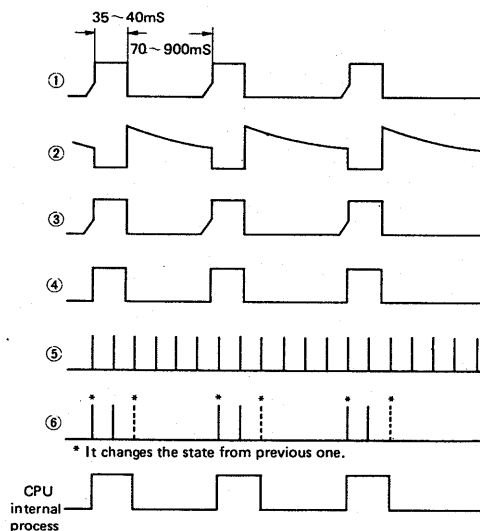 35～40mS
70～900mS
①
②
③
④
⑤
* * * * * *
⑥
* It changes the state from previous one.
CPU
internal
process